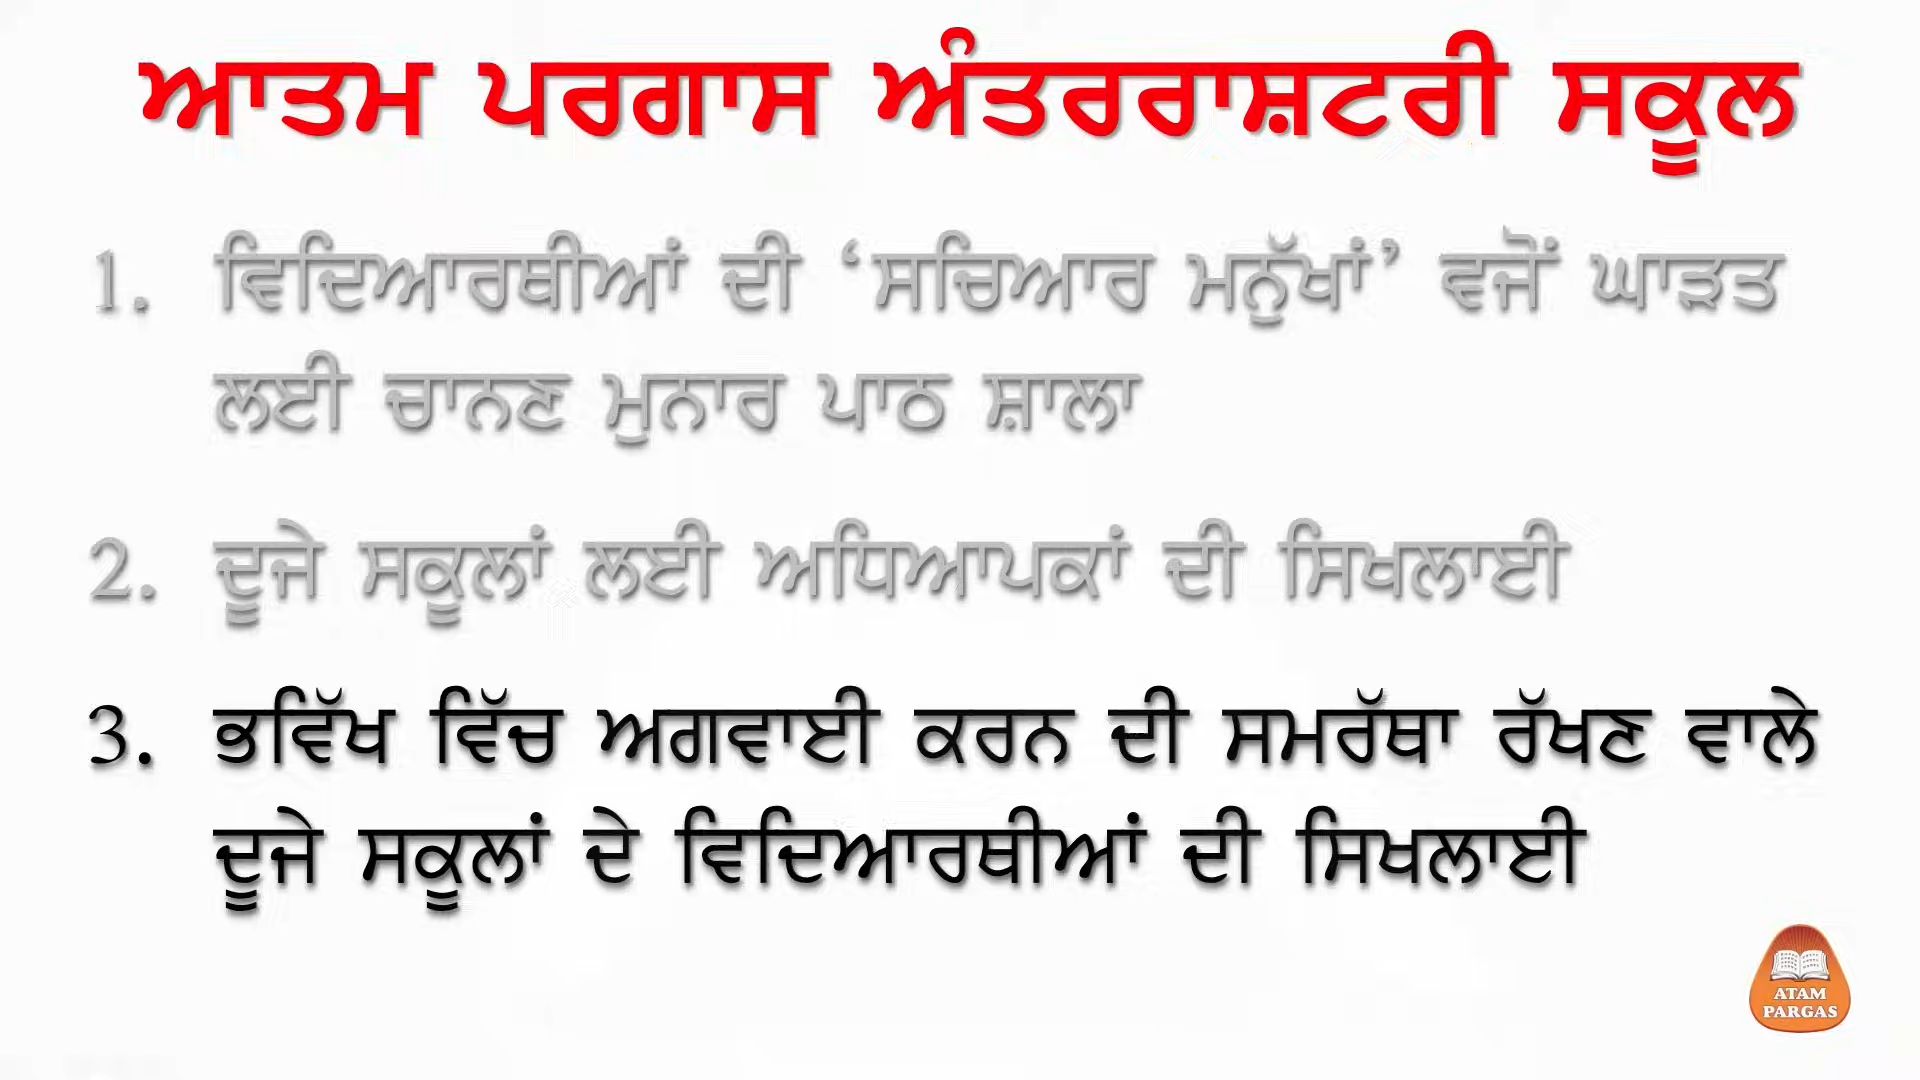 ਆਤਮ ਪਰਗਾਸ ਅੰਤਰਰਾਸ਼ਟਰੀ ਸਕੂਲ
1. ਵਿਦਿਆਰਥੀਆਂ ਦੀ ‘ਸਚਿਆਰ ਮਨੁੱਖਾਂ’ ਵਜੋਂ ਘਾੜਤ
ਲਈ ਚਾਨਣ ਮੁਨਾਰ ਪਾਠ ਸ਼ਾਲਾ
2. ਦੂਜੇ ਸਕੂਲਾਂ ਲਈ ਅਧਿਆਪਕਾਂ ਦੀ ਸਿਖਲਾਈ
3. ਭਵਿੱਖ ਵਿੱਚ ਅਗਵਾਈ ਕਰਨ ਦੀ ਸਮਰੱਥਾ ਰੱਖਣ ਵਾਲੇ
ਦੂਜੇ ਸਕੂਲਾਂ ਦੇ ਵਿਦਿਆਰਥੀਆਂ ਦੀ ਸਿਖਲਾਈ
ATAM
PARGAS